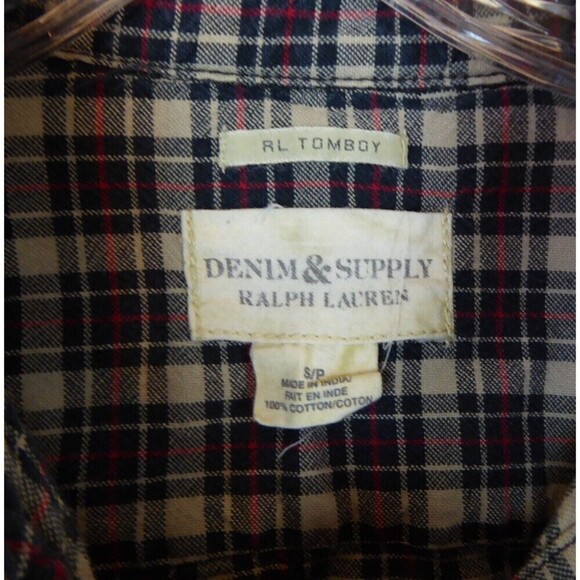 RL TOMBOY
DENIM & SUPPLY
RALPH LAUREN
S/P
MADE IN INDIA
FAIT EN INDE
100% COTTON/COTON